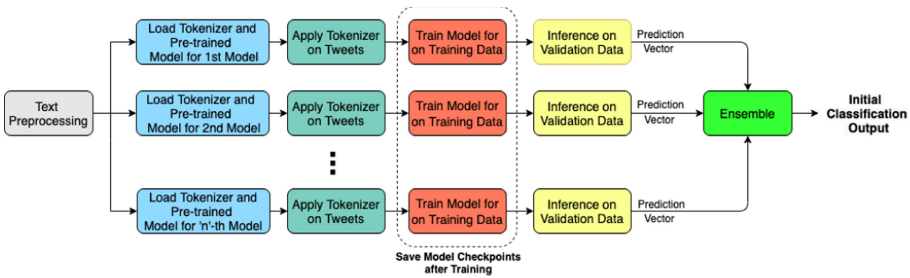 Load Tokenizer and
Pre-trained
Model for 1st Model
Apply Tokenizer
on Tweets
Train Model for
on Training Data
Inference on
Validation Data
Prediction
Vector
Text
Preprocessing
Load Tokenizer and
Pre-trained
Model for 2nd Model
Apply Tokenizer
on Tweets
Train Model for
on Training Data
Inference on
Validation Data
Prediction
Vector
Ensemble
Initial
Classification
Output
Load Tokenizer and
Pre-trained
Model for 'n'-th Model
Apply Tokenizer
on Tweets
Train Model for
on Training Data
Inference on
Validation Data
Prediction
Vector
Save Model Checkpoints
after Training